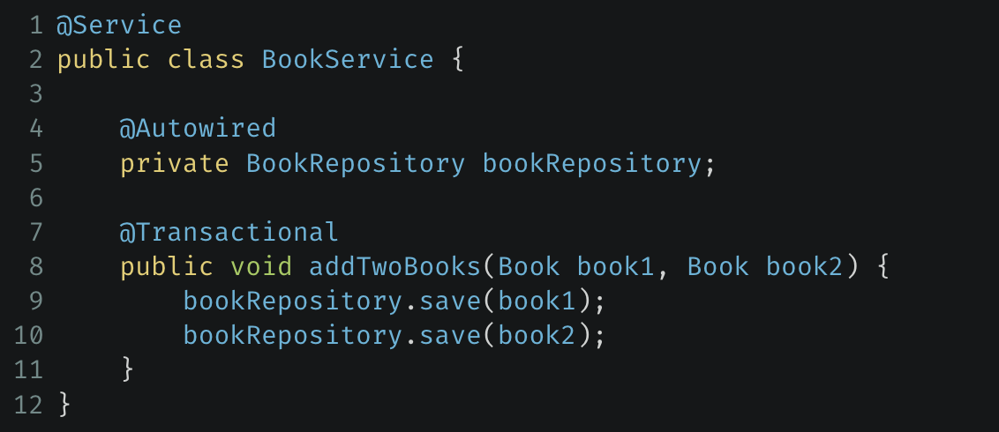 1 @Service
2 public class BookService {
3
4     @Autowired
5     private BookRepository bookRepository;
6
7     @Transactional
8     public void addTwoBooks(Book book1, Book book2) {
9         bookRepository.save(book1);
10         bookRepository.save(book2);
11     }
12 }